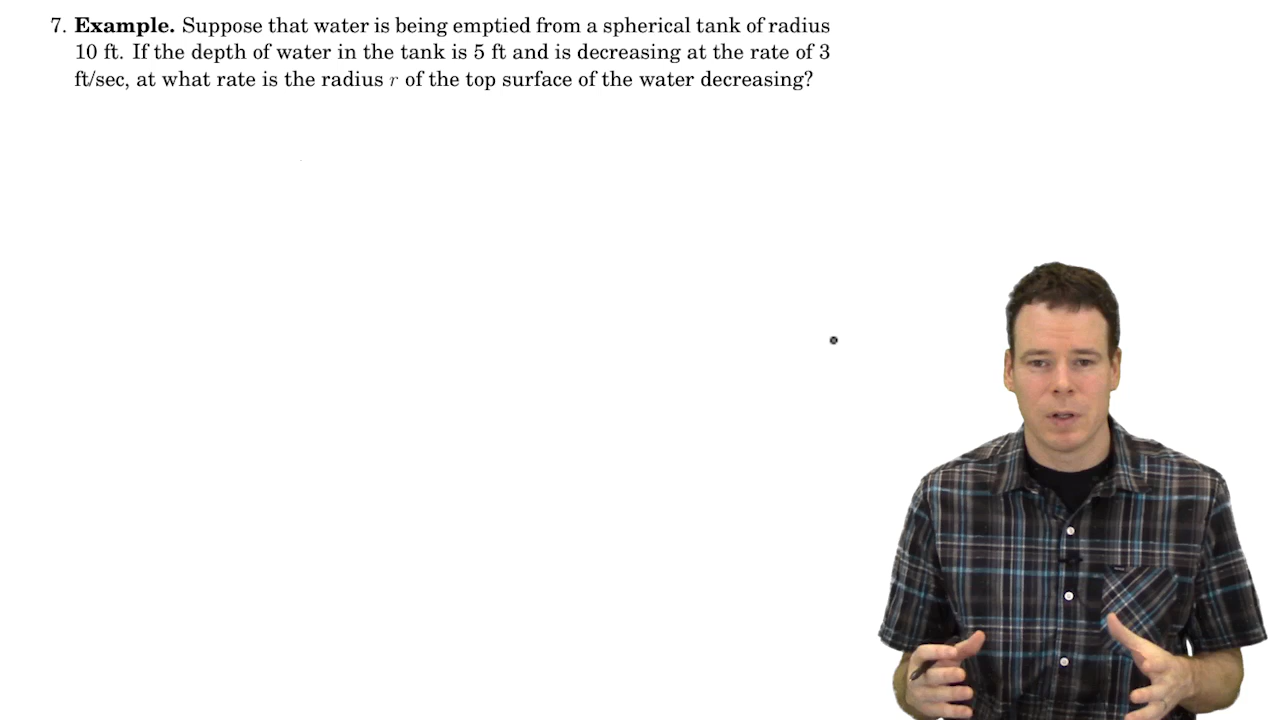 7. Example. Suppose that water is being emptied from a spherical tank of radius
10 ft. If the depth of water in the tank is 5 ft and is decreasing at the rate of 3
ft/sec, at what rate is the radius r of the top surface of the water decreasing?